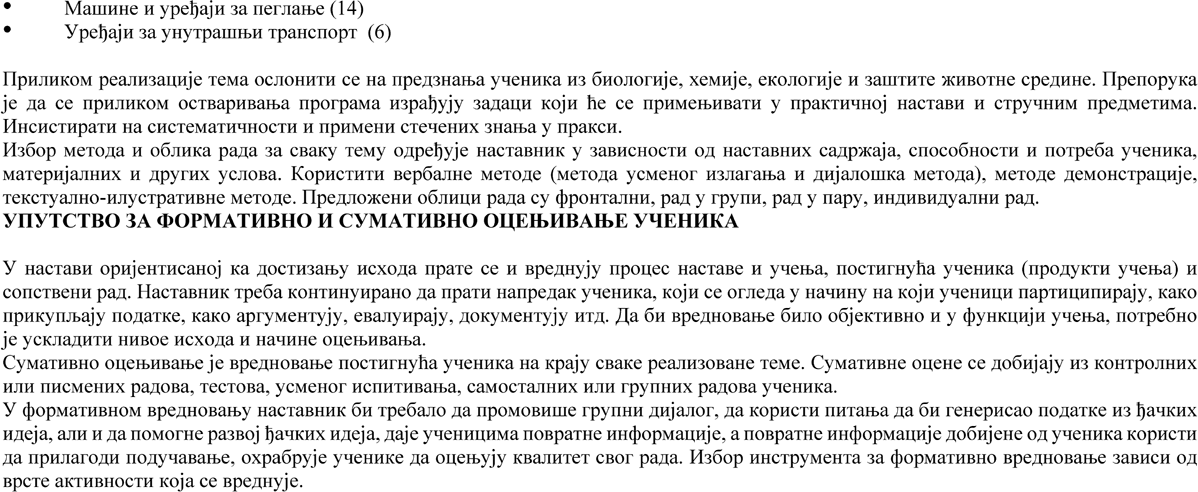 • Машине и уређаји за пеглање (14)
• Уређаји за унутрашњи транспорт (6)
Приликом реализације тема ослонити се на предзнања ученика из биологије, хемије, екологије и заштите животне средине. Препорука
је да се приликом остваривања програма израђују задаци који ће се примењивати у практичној настави и стручним предметима.
Инсистирати на систематичности и примени стечених знања у пракси.
Избор метода и облика рада за сваку тему одређује наставник у зависности од наставних садржаја, способности и потреба ученика,
материјалних и других услова. Користити вербалне методе (метода усменог излагања и дијалошка метода), методе демонстрације,
текстуално-илустративне методе. Предложени облици рада су фронтални, рад у групи, рад у пару, индивидуални рад.
УПУТСТВО ЗА ФОРМАТИВНО И СУМАТИВНО ОЦЕЊИВАЊЕ УЧЕНИКА
У настави оријентисаној ка достизању исхода прате се и вреднују процес наставе и учења, постигнућа ученика (продукти учења) и
сопствени рад. Наставник треба континуирано да прати напредак ученика, који се огледа у начину на који ученици партиципирају, како
прикупљају податке, како аргументују, евалуирају, документују итд. Да би вредновање било објективно и у функцији учења, потребно
је ускладити нивое исхода и начине оцењивања.
Сумативно оцењивање је вредновање постигнућа ученика на крају сваке реализоване теме. Сумативне оцене се добијају из контролних
или писмених радова, тестова, усменог испитивања, самосталних или групних радова ученика.
У формативном вредновању наставник би требало да промовише групни дијалог, да користи питања да би генерисао податке из ђачких
идеја, али и да помогне развој ђачких идеја, даје ученицима повратне информације, а повратне информације добијене од ученика користи
да прилагоди подучавање, охрабрује ученике да оцењују квалитет свог рада. Избор инструмента за формативно вредновање зависи од
врсте активности која се вреднује.